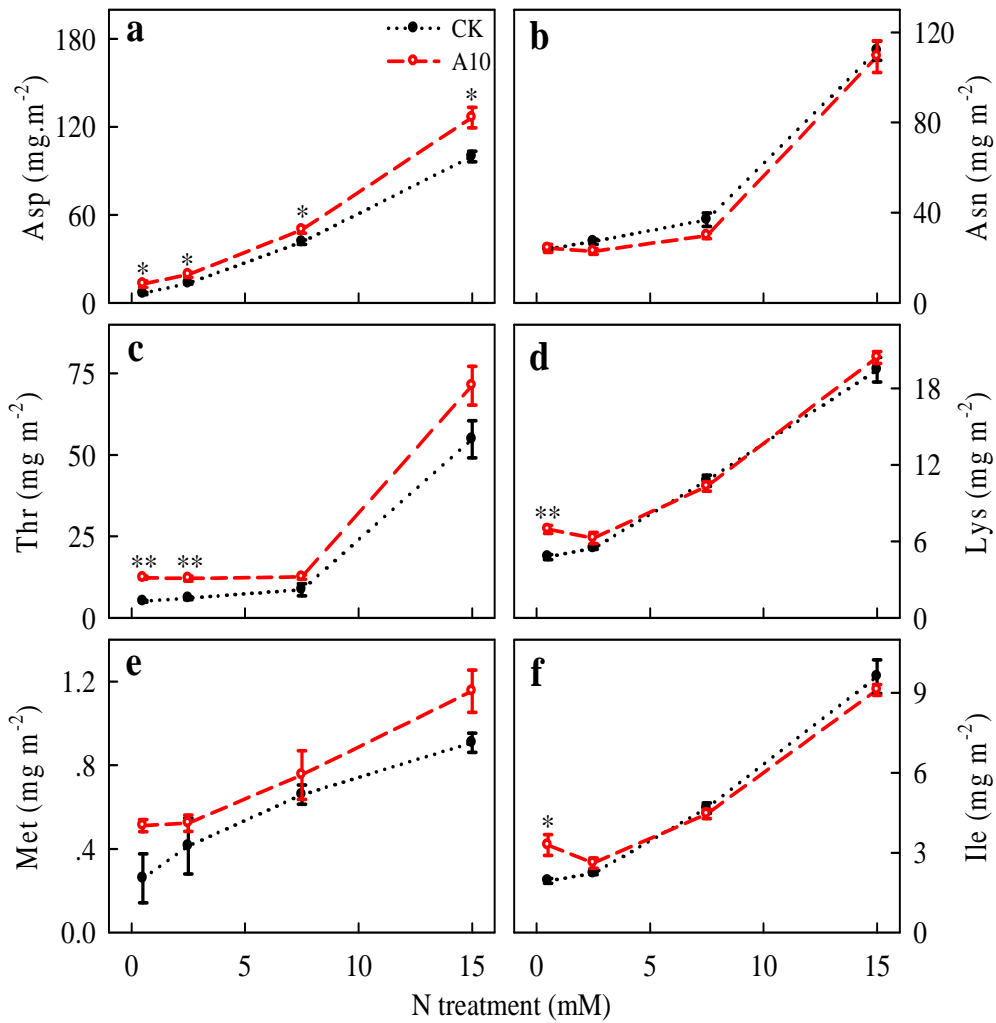 a
CK
A10
b
180
120
60
0
Asp (mg.m-2)
*
*
*
*
120
80
40
0
Asn (mg m-2)
c
75
50
25
0
Thr (mg m-2)
**
**
d
18
12
6
0
Lys (mg m-2)
**
e
1.2
.8
.4
0.0
Met (mg m-2)
f
9
6
3
0
Ile (mg m-2)
*
0 5 10 15
0 5 10 15
N treatment (mM)